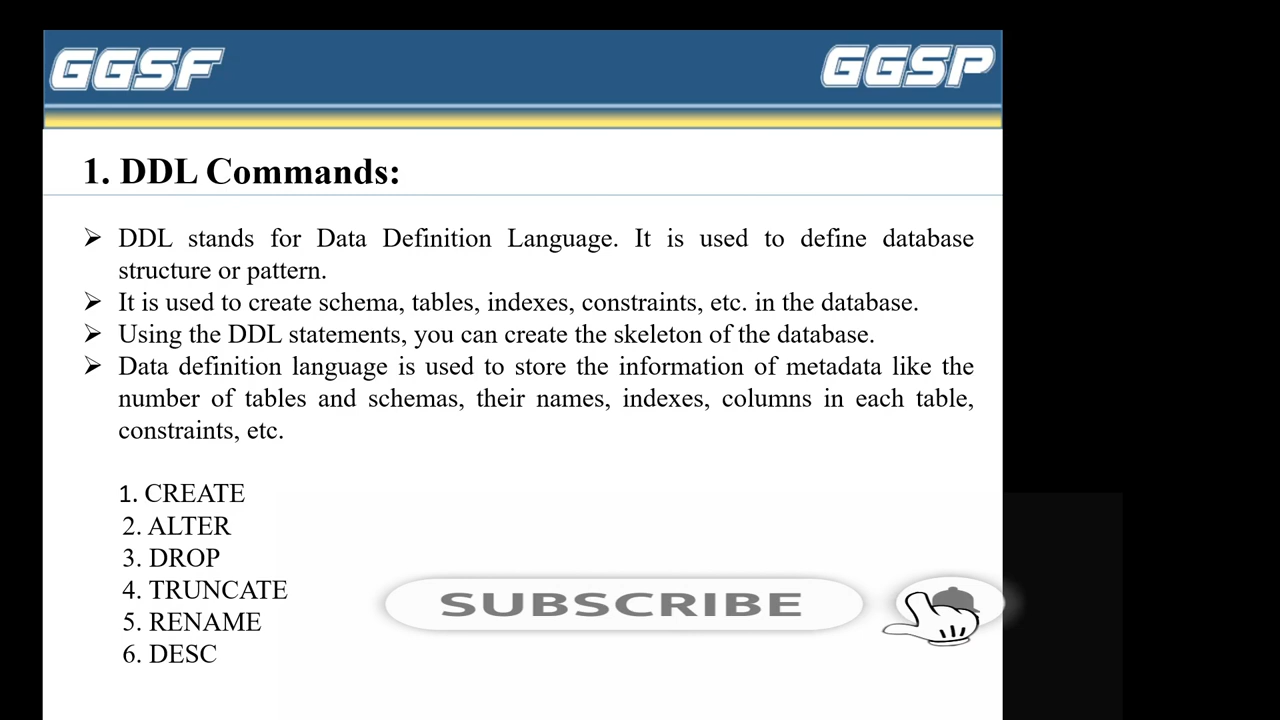 GGSF GGSP
1. DDL Commands:
➢ DDL stands for Data Definition Language. It is used to define database
structure or pattern.
➢ It is used to create schema, tables, indexes, constraints, etc. in the database.
➢ Using the DDL statements, you can create the skeleton of the database.
➢ Data definition language is used to store the information of metadata like the
number of tables and schemas, their names, indexes, columns in each table,
constraints, etc.
1. CREATE
2. ALTER
3. DROP
4. TRUNCATE
5. RENAME
6. DESC
SUBSCRIBE